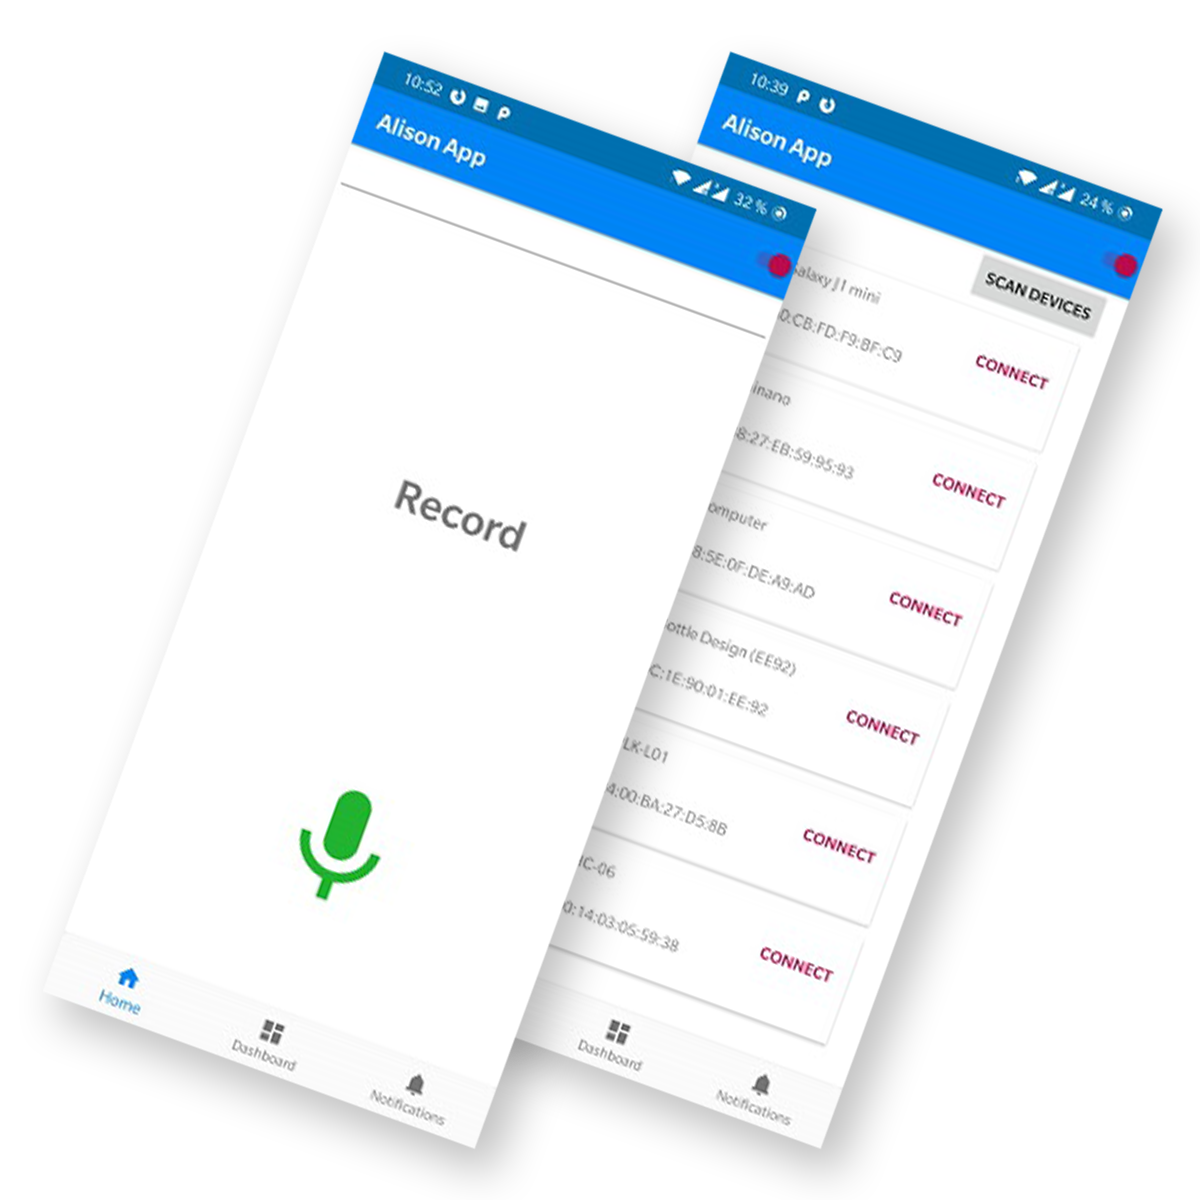 10:52
32 %
Alison App
Record
Home
Dashboard
Notifications
10:39
24 %
Alison App
SCAN DEVICES
alaxy J1 mini
0:CB:FD:F9:BF:C9
CONNECT
inano
8:27:EB:59:95:93
CONNECT
omputer
8:5E:0F:DE:A9:AD
CONNECT
ottle Design (EE92)
C:1E:90:01:EE:92
CONNECT
LK-L01
4:00:BA:27:D5:8B
CONNECT
IC-06
0:14:03:05:59:38
CONNECT
Dashboard
Notifications